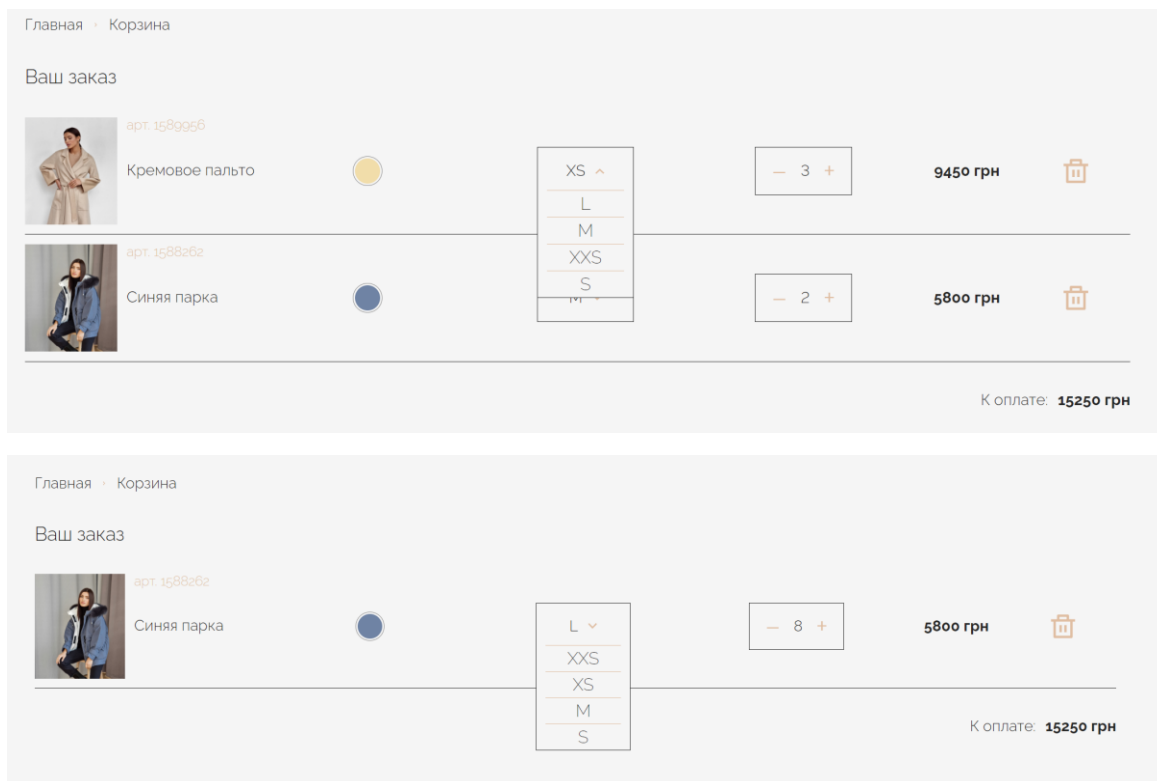 Главная › Корзина
Ваш заказ
арт. 1589956
Кремовое пальто
XS
L
M
XXS
S
— 3 +
9450 грн
арт. 1588262
Синяя парка
— 2 +
5800 грн
К оплате: 15250 грн
Главная › Корзина
Ваш заказ
арт. 1588262
Синяя парка
L
XXS
XS
M
S
— 8 +
5800 грн
К оплате: 15250 грн